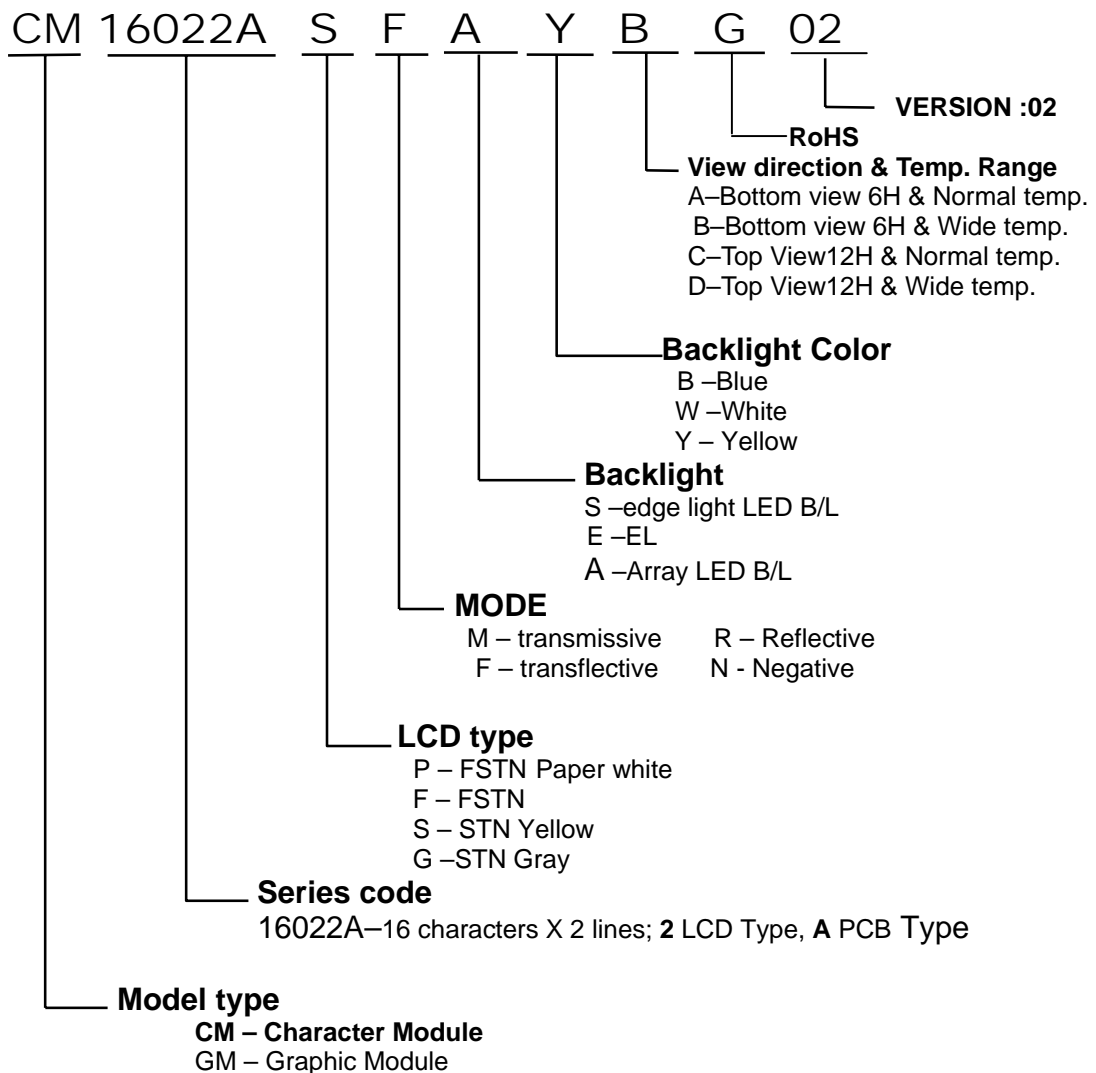 CM 16022A S F A Y B G 02
VERSION :02
RoHS
View direction & Temp. Range
A–Bottom view 6H & Normal temp.
B–Bottom view 6H & Wide temp.
C–Top View12H & Normal temp.
D–Top View12H & Wide temp.
Backlight Color
B –Blue
W –White
Y – Yellow
Backlight
S –edge light LED B/L
E –EL
A –Array LED B/L
MODE
M – transmissive R – Reflective
F – transflective N - Negative
LCD type
P – FSTN Paper white
F – FSTN
S – STN Yellow
G –STN Gray
Series code
16022A–16 characters X 2 lines; 2 LCD Type, A PCB Type
Model type
CM – Character Module
GM – Graphic Module